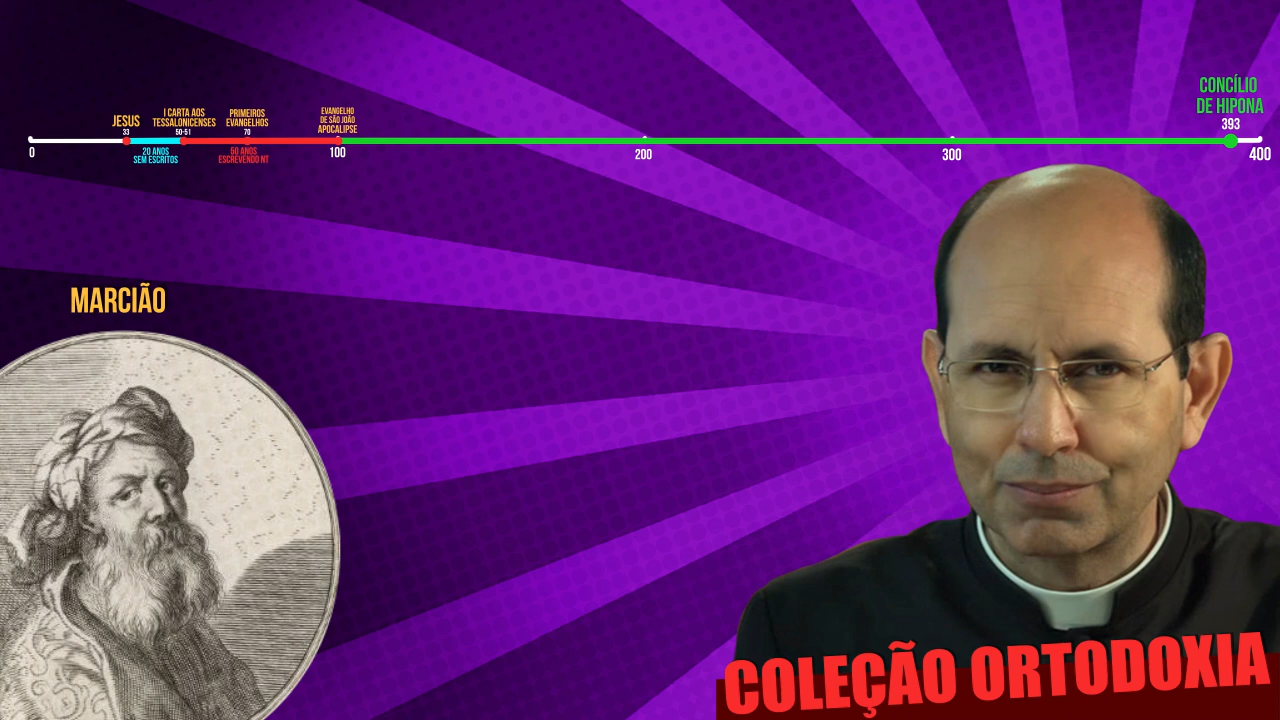 CONCÍLIO
DE HIPONA
393
JESUS
33
I CARTA AOS
TESSALONICENSES
50-51
PRIMEIROS
EVANGELHOS
70
EVANGELHO
DE SÃO JOÃO
APOCALIPSE
0
20 ANOS
SEM ESCRITOS
50 ANOS
ESCREVENDO NT
100
200
300
400
MARCIÃO
COLEÇÃO ORTODOXIA